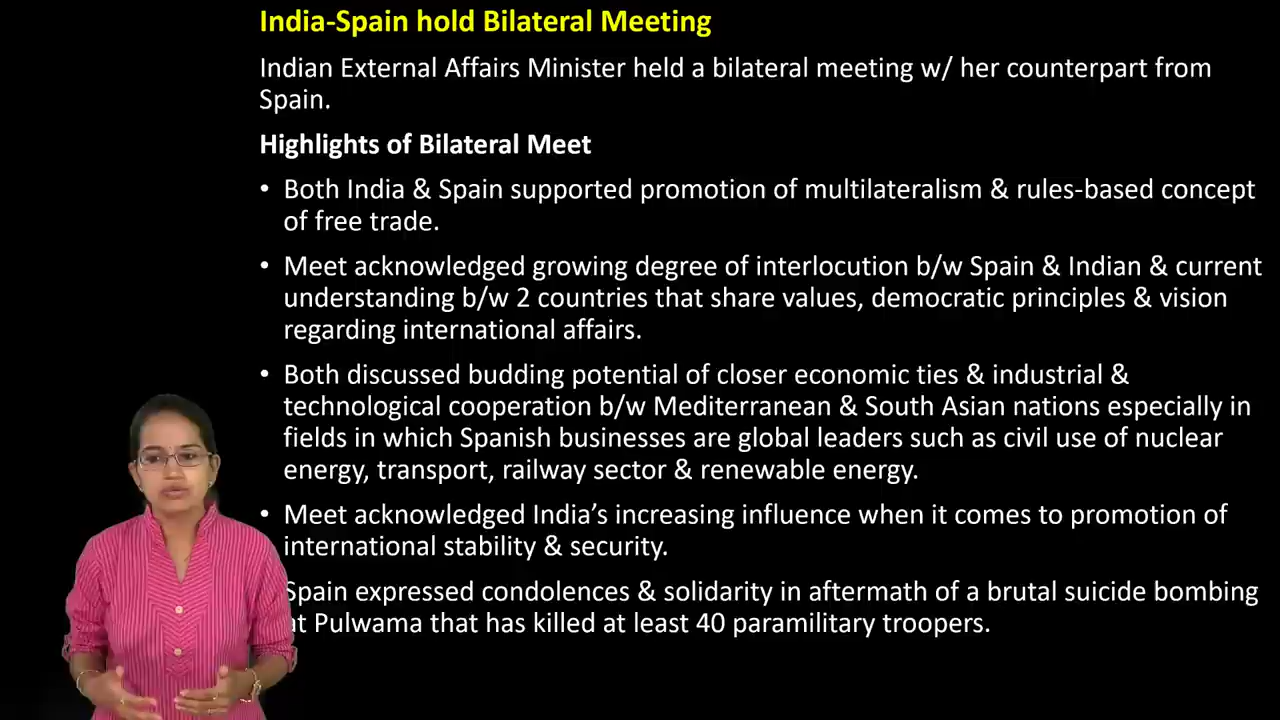 India-Spain hold Bilateral Meeting
Indian External Affairs Minister held a bilateral meeting w/ her counterpart from
Spain.
Highlights of Bilateral Meet
• Both India & Spain supported promotion of multilateralism & rules-based concept
of free trade.
• Meet acknowledged growing degree of interlocution b/w Spain & Indian & current
understanding b/w 2 countries that share values, democratic principles & vision
regarding international affairs.
• Both discussed budding potential of closer economic ties & industrial &
technological cooperation b/w Mediterranean & South Asian nations especially in
fields in which Spanish businesses are global leaders such as civil use of nuclear
energy, transport, railway sector & renewable energy.
• Meet acknowledged India's increasing influence when it comes to promotion of
international stability & security.
Spain expressed condolences & solidarity in aftermath of a brutal suicide bombing
at Pulwama that has killed at least 40 paramilitary troopers.